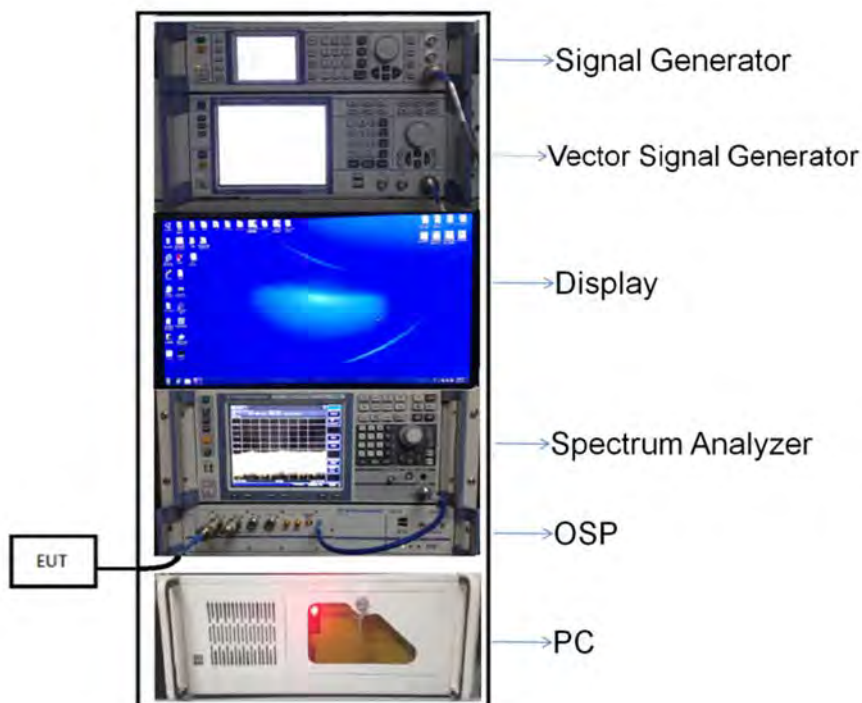 Signal Generator
Vector Signal Generator
Display
Spectrum Analyzer
OSP
EUT
PC